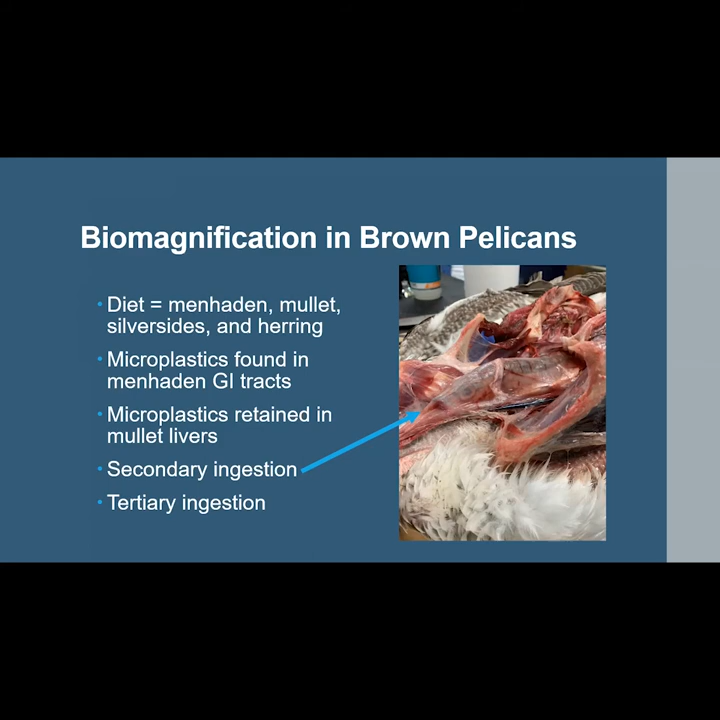 Biomagnification in Brown Pelicans
• Diet = menhaden, mullet,
silversides, and herring
• Microplastics found in
menhaden GI tracts
• Microplastics retained in
mullet livers
• Secondary ingestion
• Tertiary ingestion